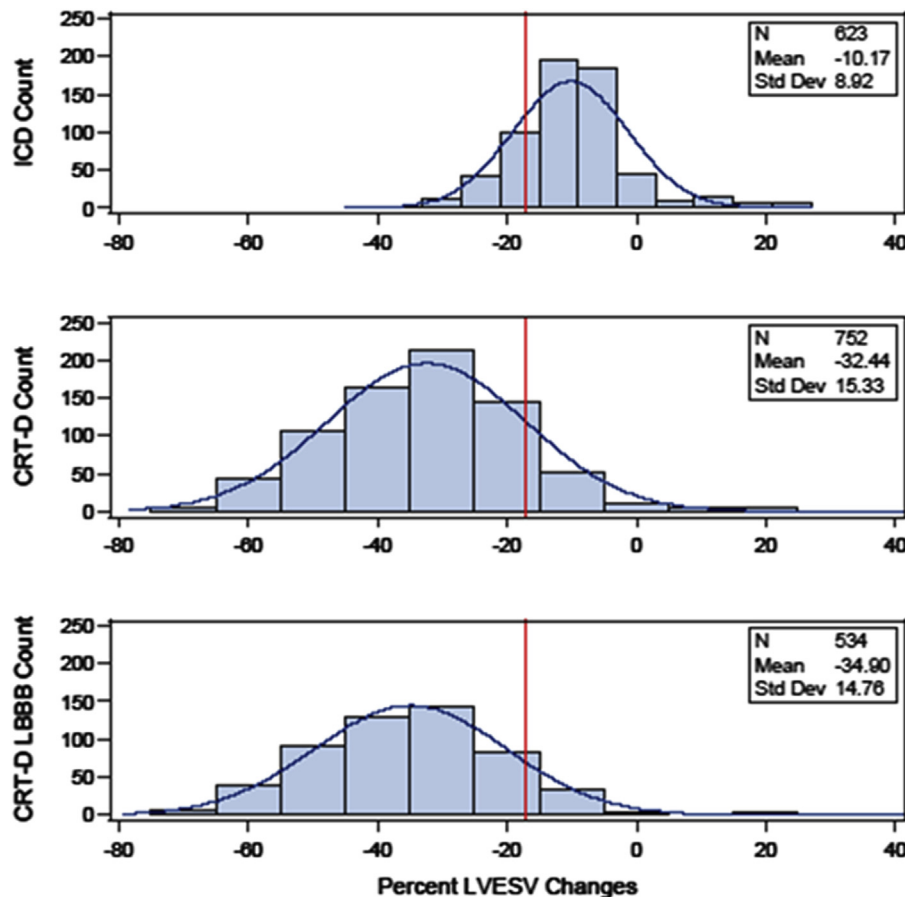 ICD Count
250
200
150
100
50
0
N 623
Mean -10.17
Std Dev 8.92
-80 -60 -40 -20 0 20 40
CRT-D Count
250
200
150
100
50
0
N 752
Mean -32.44
Std Dev 15.33
-80 -60 -40 -20 0 20 40
CRT-D LBBB Count
250
200
150
100
50
0
N 534
Mean -34.90
Std Dev 14.76
-80 -60 -40 -20 0 20 40
Percent LVESV Changes